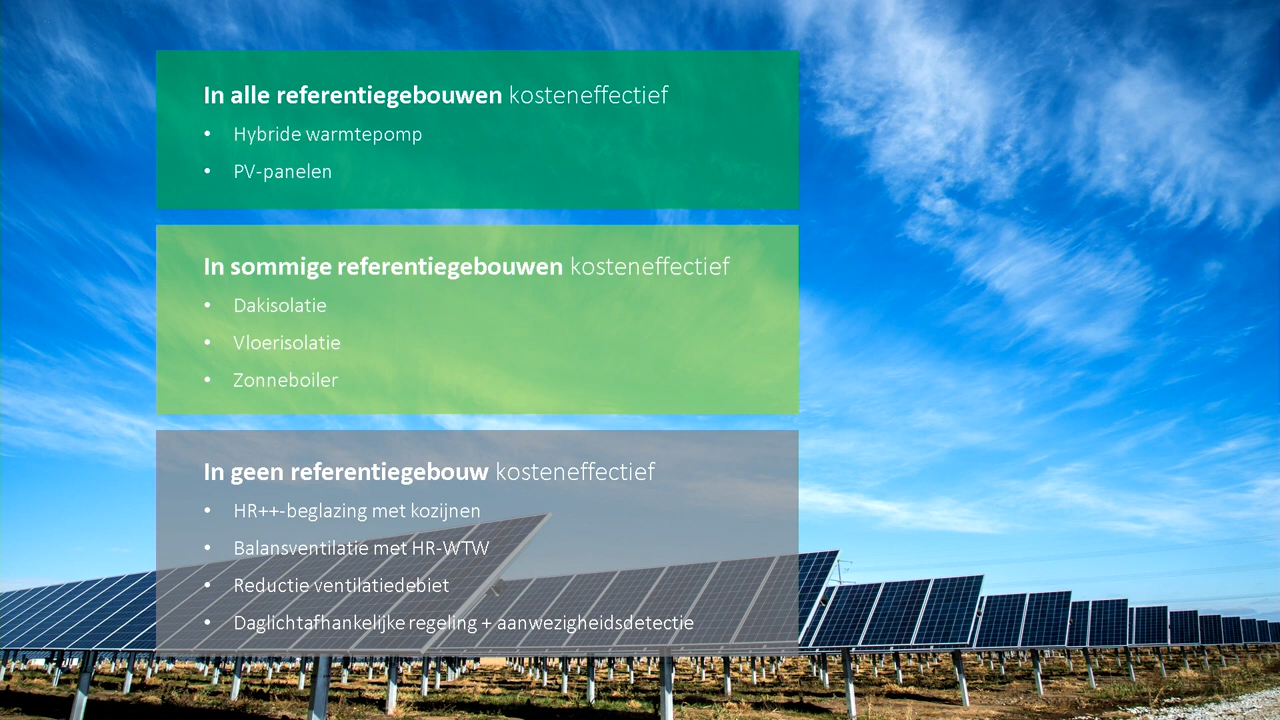 In alle referentiegebouwen kosteneffectief
• Hybride warmtepomp
• PV-panelen
In sommige referentiegebouwen kosteneffectief
• Dakisolatie
• Vloerisolatie
• Zonneboiler
In geen referentiegebouw kosteneffectief
• HR++-beglazing met kozijnen
• Balansventilatie met HR-WTW
• Reductie ventilatiedebiet
• Daglichtafhankelijke regeling + aanwezigheidsdetectie